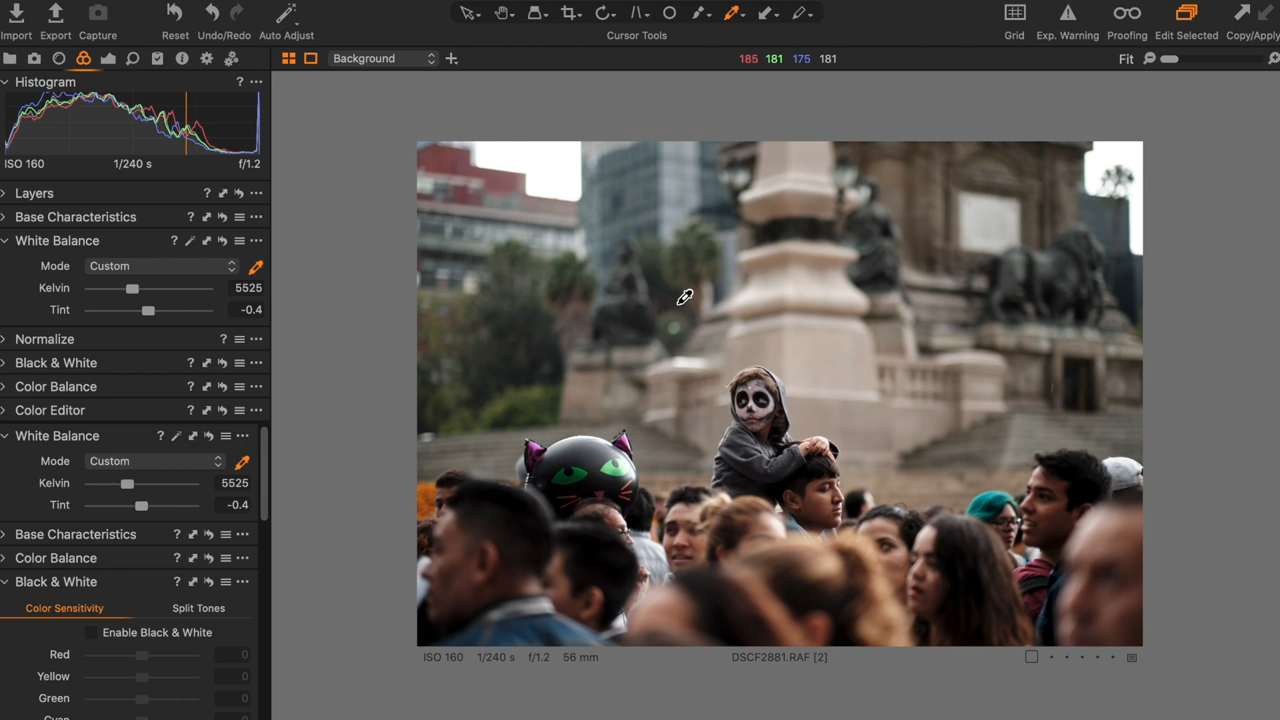 Import Export Capture Reset Undo/Redo Auto Adjust Cursor Tools Grid Exp. Warning Proofing Edit Selected Copy/Apply
Background 185 181 175 181 Fit
Histogram ?
ISO 160 1/240 s f/1.2
Layers ?
Base Characteristics ?
White Balance ?
Mode Custom
Kelvin 5525
Tint -0.4
Normalize ?
Black & White ?
Color Balance ?
Color Editor ?
White Balance ?
Mode Custom
Kelvin 5525
Tint -0.4
Base Characteristics ?
Color Balance ?
Black & White ?
Color Sensitivity Split Tones
Enable Black & White
Red 0
Yellow 0
Green 0
Cyan 0
ISO 160 1/240 s f/1.2 56 mm DSCF2881.RAF [2]